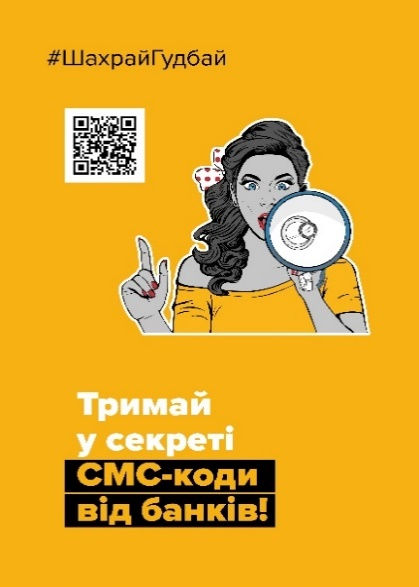 #ШахрайГудбай
Тримай
у секреті
СМС-коди
від банків!